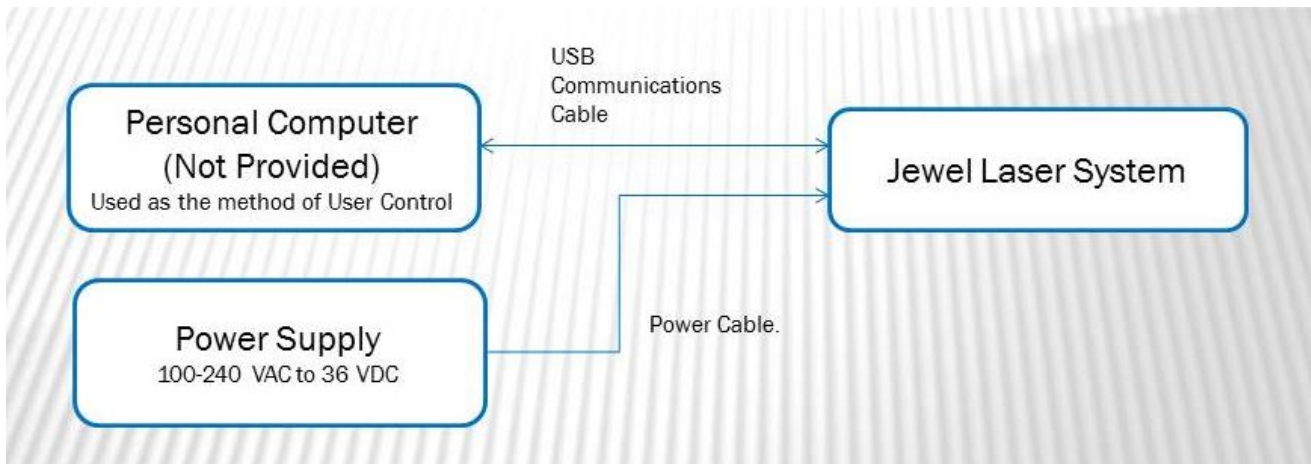 USB
Communications
Cable
Personal Computer
(Not Provided)
Used as the method of User Control
Jewel Laser System
Power Supply
100-240 VAC to 36 VDC
Power Cable.